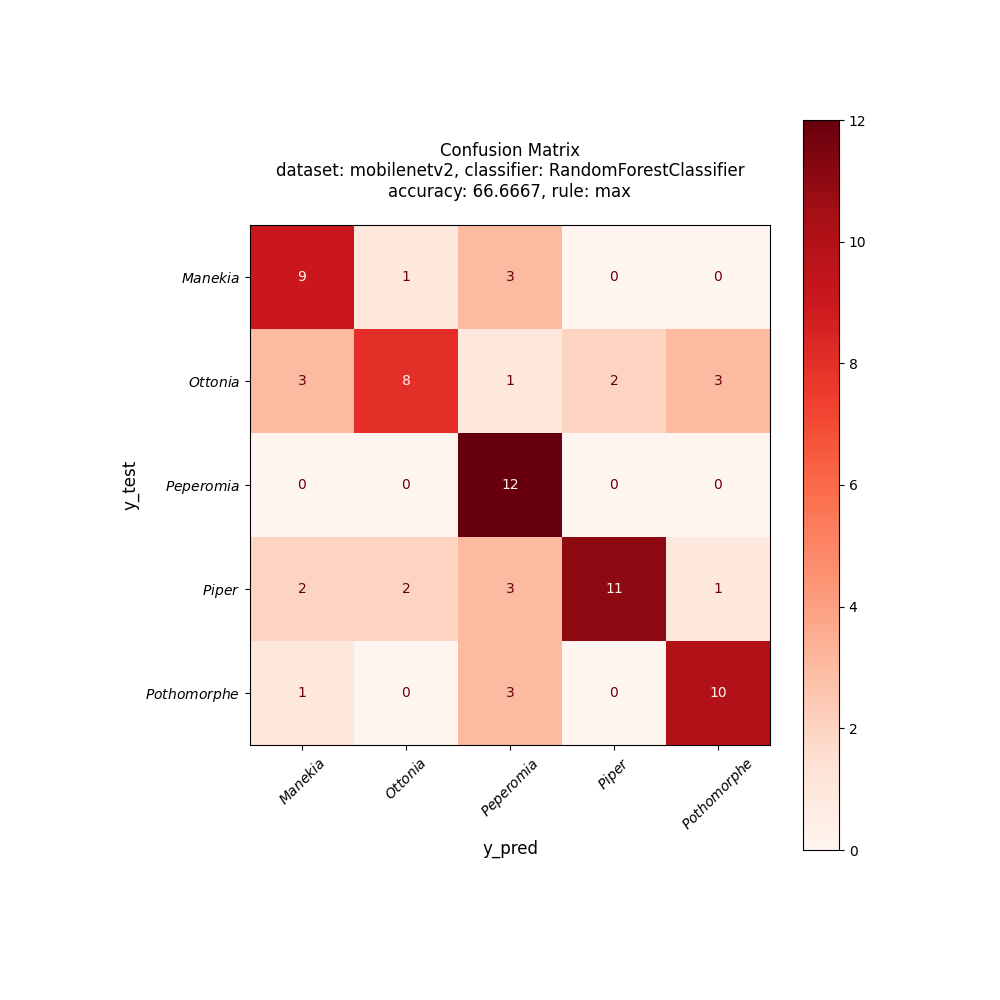 Confusion Matrix
dataset: mobilenetv2, classifier: RandomForestClassifier
accuracy: 66.6667, rule: max
Manekia 9 1 3 0 0
Ottonia 3 8 1 2 3
Peperomia 0 0 12 0 0
Piper 2 2 3 11 1
Pothomorphe 1 0 3 0 10
Manekia Ottonia Peperomia Piper Pothomorphe
y_test
y_pred
12
10
8
6
4
2
0